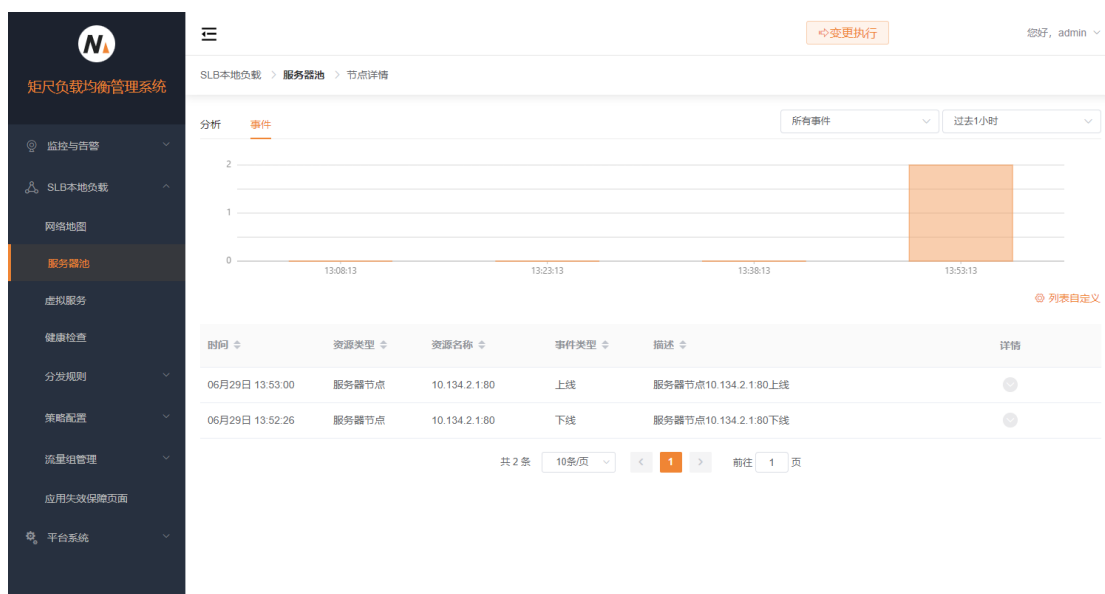 N
矩尺负载均衡管理系统
监控与告警
SLB本地负载
网络地图
服务器池
虚拟服务
健康检查
分发规则
策略配置
流量组管理
应用失效保障页面
平台系统
变更执行
您好，admin
SLB本地负载 > 服务器池 > 节点详情
分析 事件
所有事件 过去1小时
2
1
0
13:08:13 13:23:13 13:38:13 13:53:13
列表自定义
时间 资源类型 资源名称 事件类型 描述 详情
06月29日 13:53:00 服务器节点 10.134.2.1:80 上线 服务器节点10.134.2.1:80上线
06月29日 13:52:26 服务器节点 10.134.2.1:80 下线 服务器节点10.134.2.1:80下线
共 2 条 10条/页 < 1 > 前往 1 页